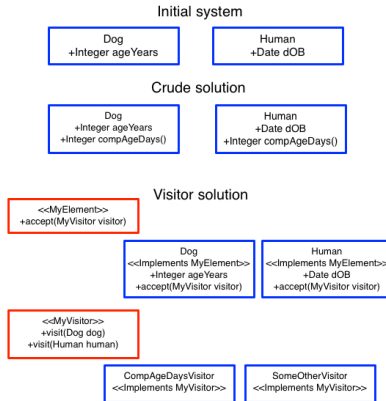 Initial system
Dog
+Integer ageYears
Human
+Date dOB
Crude solution
Dog
+Integer ageYears
+Integer compAgeDays()
Human
+Date dOB
+Integer compAgeDays()
Visitor solution
<<MyElement>>
+accept(MyVisitor visitor)
Dog
<<Implements MyElement>>
+Integer ageYears
+accept(MyVisitor visitor)
Human
<<Implements MyElement>>
+Date dOB
+accept(MyVisitor visitor)
<<MyVisitor>>
+visit(Dog dog)
+visit(Human human)
CompAgeDaysVisitor
<<Implements MyVisitor>>
SomeOtherVisitor
<<Implements MyVisitor>>